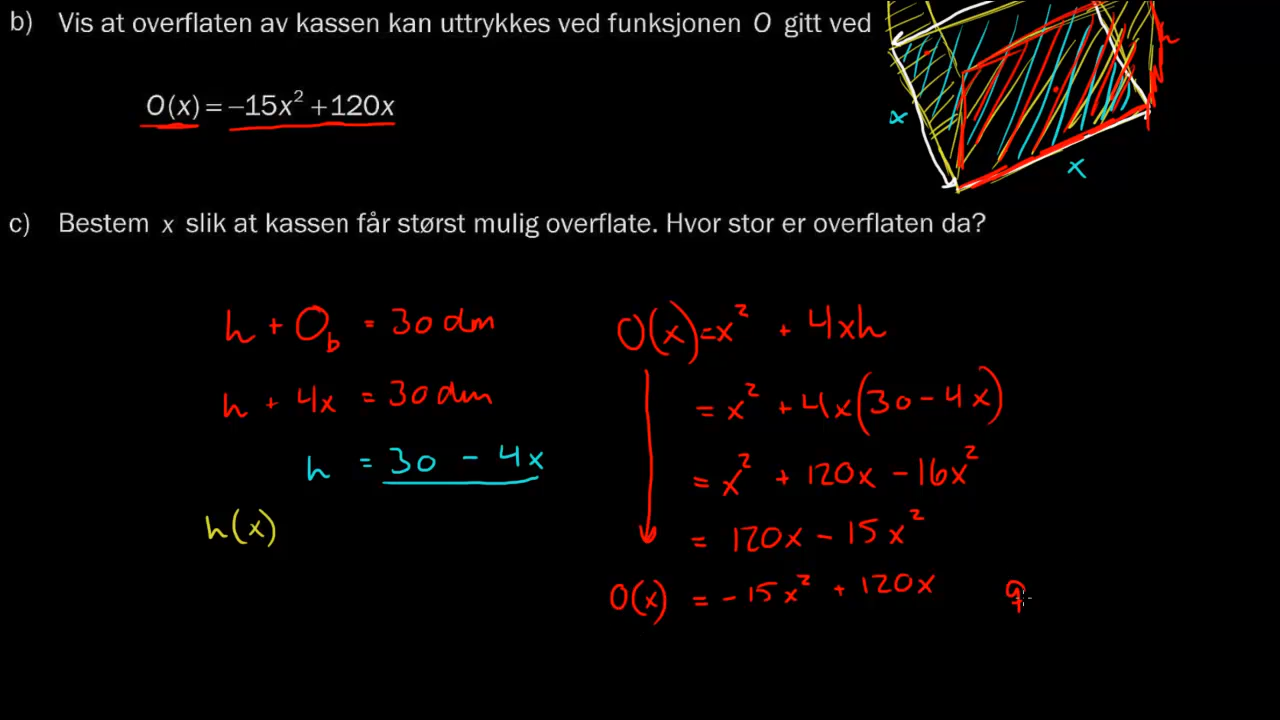 b) Vis at overflaten av kassen kan uttrykkes ved funksjonen O gitt ved
O(x) = −15x² + 120x
h
x
x
c) Bestem x slik at kassen får størst mulig overflate. Hvor stor er overflaten da?
h + O_b = 30 dm
h + 4x = 30 dm
h = 30 − 4x
h(x)
O(x) = x² + 4xh
= x² + 4x(30 − 4x)
= x² + 120x − 16x²
= 120x − 15x²
O(x) = −15x² + 120x